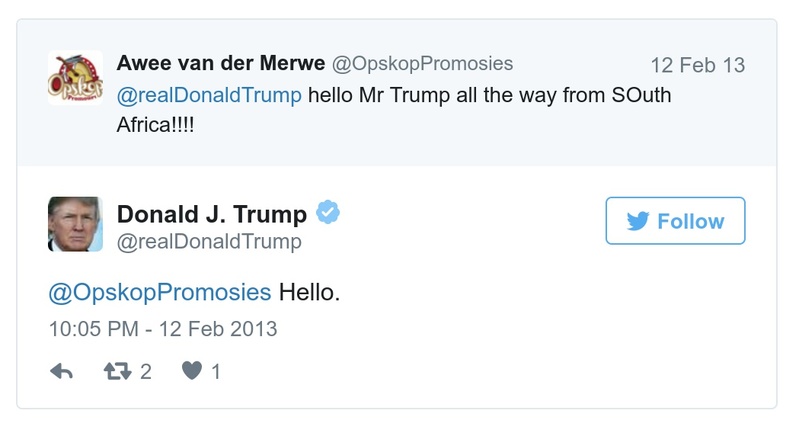 Awee van der Merwe @OpskopPromosies 12 Feb 13
@realDonaldTrump hello Mr Trump all the way from SOuth
Africa!!!!
Opskop
Donald J. Trump
@realDonaldTrump
Follow
@OpskopPromosies Hello.
10:05 PM - 12 Feb 2013
2
1